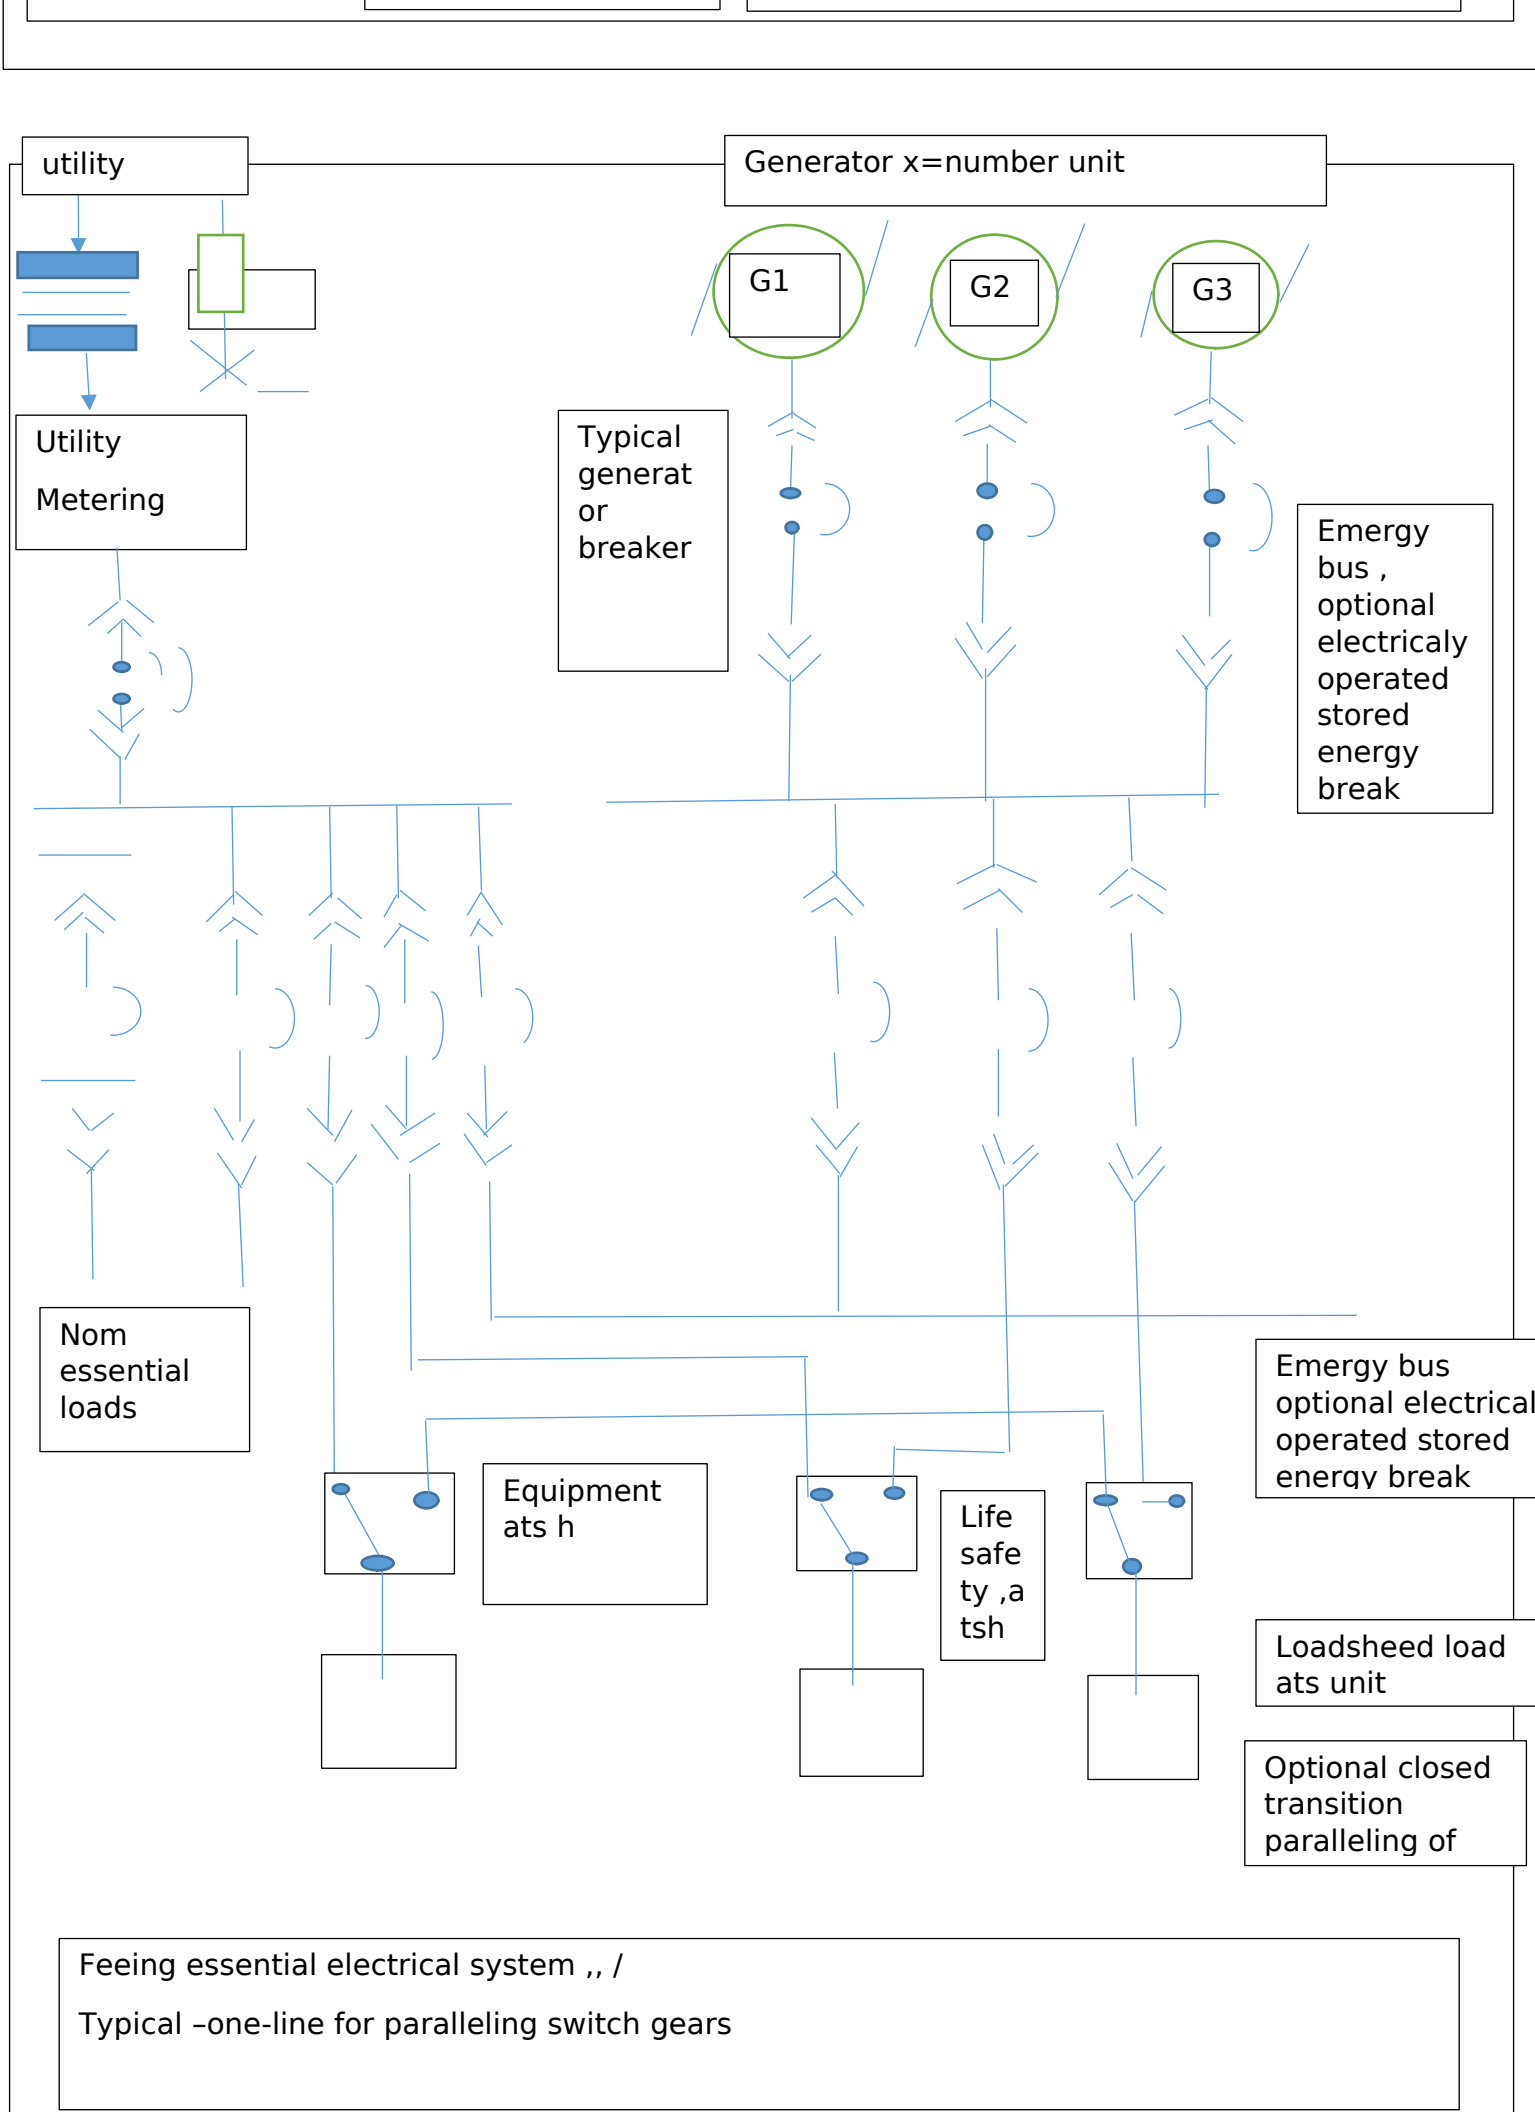 utility
Generator x=number unit
G1
G2
G3
Utility
Metering
Typical
generat
or
breaker
Emergy
bus ,
optional
electricaly
operated
stored
energy
break
Nom
essential
loads
Emergy bus
optional electrical
operated stored
energy break
Equipment
ats h
Life
safe
ty ,a
tsh
Loadsheed load
ats unit
Optional closed
transition
paralleling of
Feeing essential electrical system ,, /
Typical –one-line for paralleling switch gears